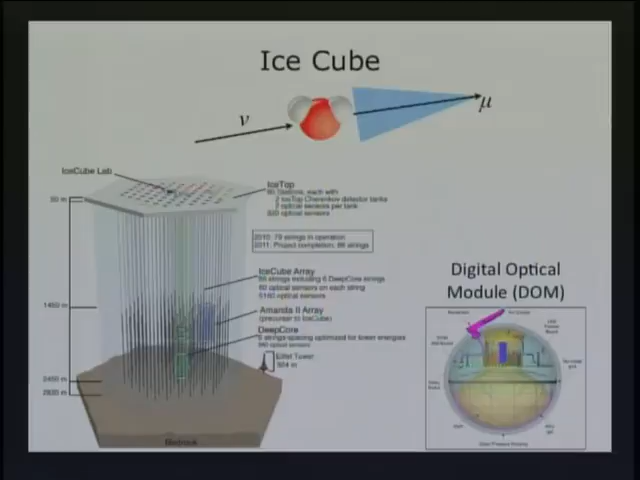 Ice Cube
ν
μ
IceCube Lab
IceTop
80 Stations, each with
2 IceTop Cherenkov detector tanks
2 optical sensors per tank
320 optical sensors
50 m
2010: 79 strings in operation
2011: Project completion, 86 strings
IceCube Array
86 strings including 6 DeepCore strings
60 optical sensors on each string
5160 optical sensors
1450 m
Amanda II Array
(precursor to IceCube)
DeepCore
6 strings-spacing optimized for lower energies
360 optical sensors
Eiffel Tower
324 m
2450 m
2820 m
Bedrock
Digital Optical
Module (DOM)